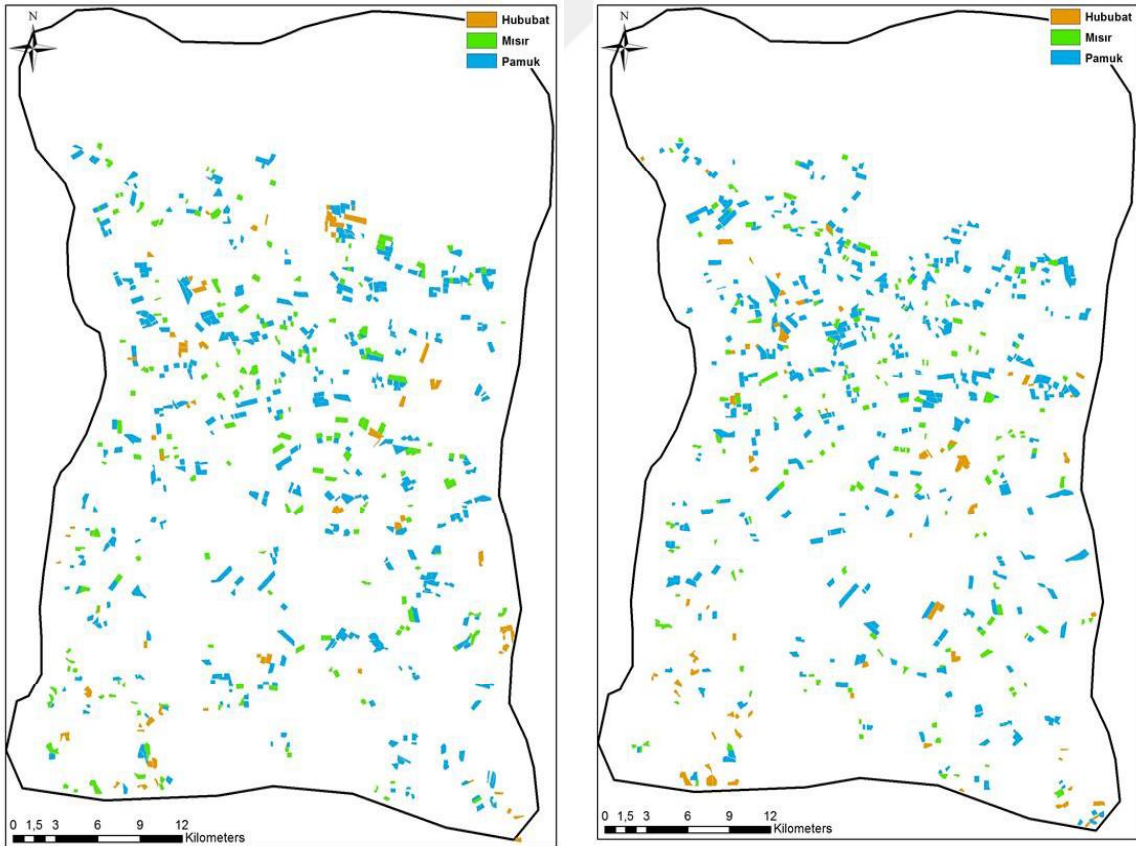 N
Hububat
Mısır
Pamuk
0 1,5 3 6 9 12
Kilometers
N
Hububat
Mısır
Pamuk
0 1,5 3 6 9 12
Kilometers